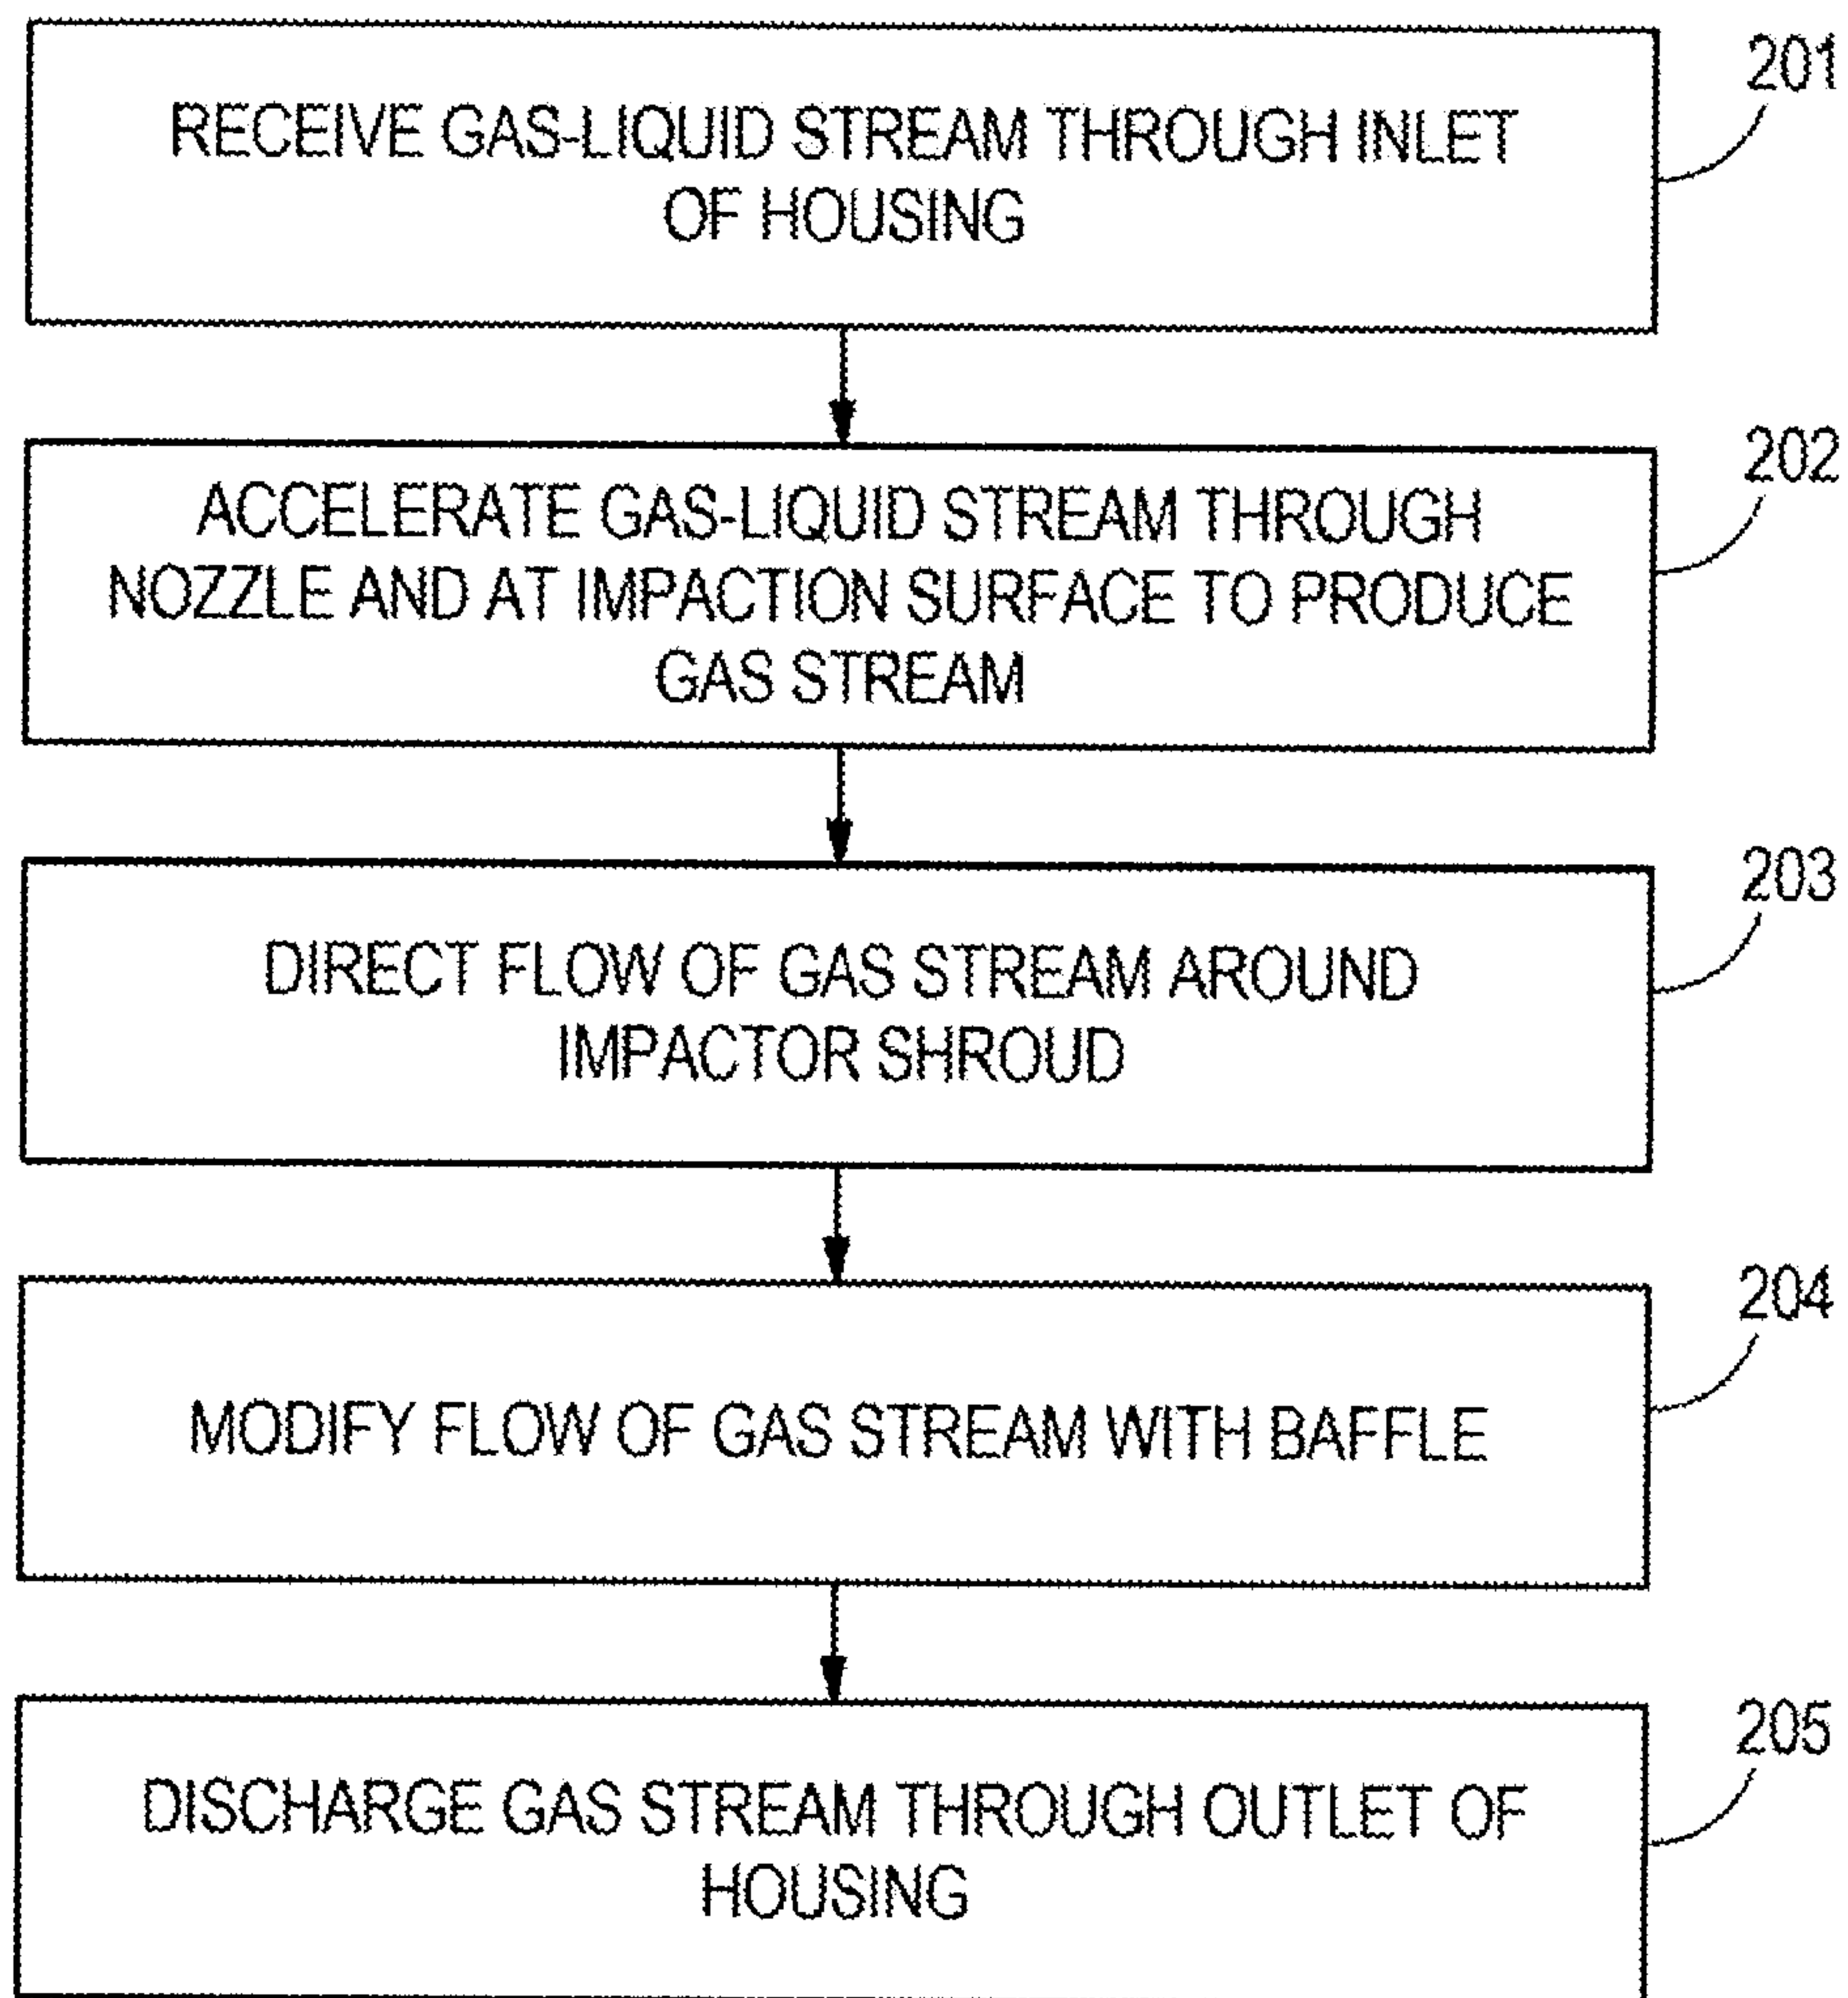 RECEIVE GAS-LIQUID STREAM THROUGH INLET
OF HOUSING
201
ACCELERATE GAS-LIQUID STREAM THROUGH
NOZZLE AND AT IMPACTION SURFACE TO PRODUCE
GAS STREAM
202
DIRECT FLOW OF GAS STREAM AROUND
IMPACTOR SHROUD
203
MODIFY FLOW OF GAS STREAM WITH BAFFLE
204
DISCHARGE GAS STREAM THROUGH OUTLET OF
HOUSING
205